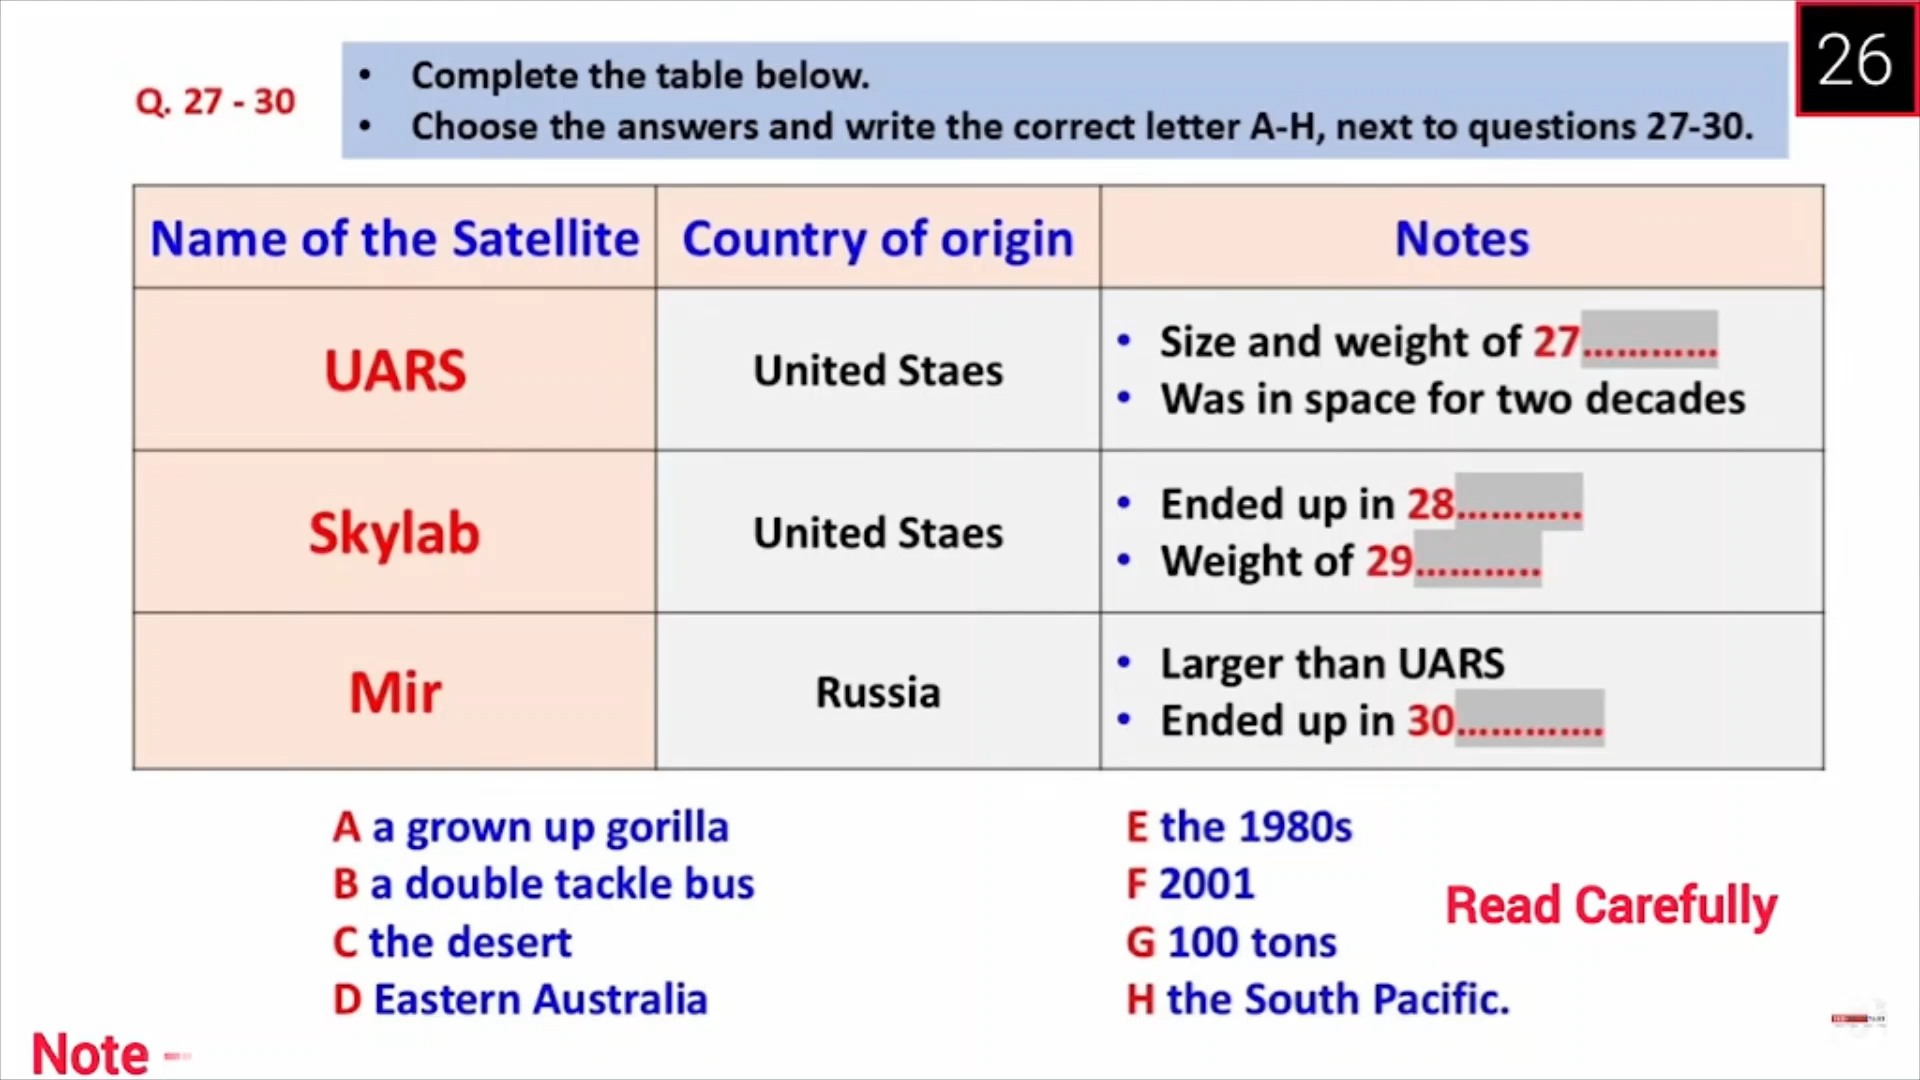 26
Q. 27 - 30
• Complete the table below.
• Choose the answers and write the correct letter A-H, next to questions 27-30.
Name of the Satellite
Country of origin
Notes
UARS
United Staes
• Size and weight of 27…………
• Was in space for two decades
Skylab
United Staes
• Ended up in 28………..
• Weight of 29………..
Mir
Russia
• Larger than UARS
• Ended up in 30………….
A a grown up gorilla
B a double tackle bus
C the desert
D Eastern Australia
E the 1980s
F 2001
G 100 tons
H the South Pacific.
Read Carefully
Note -